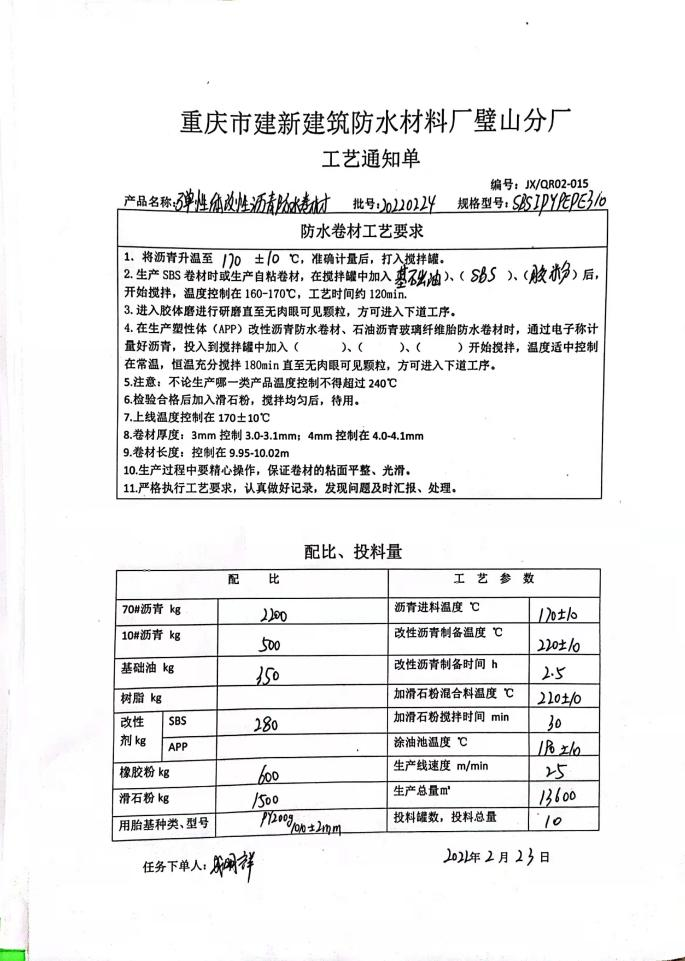 重庆市建新建筑防水材料厂璧山分厂
工艺通知单
编号：JX/QR02-015
产品名称：弹性体改性沥青防水卷材 批号：20220224 规格型号：SBSIPYPEPE310
防水卷材工艺要求
1、将沥青升温至 170 ±10 ℃，准确计量后，打入搅拌罐。
2.生产 SBS 卷材时或生产自粘卷材，在搅拌罐中加入（基础油）、（SBS）、（胶粉）后，
开始搅拌，温度控制在 160-170℃，工艺时间约 120min.
3.进入胶体磨进行研磨直至无肉眼可见颗粒，方可进入下道工序。
4.在生产塑性体（APP）改性沥青防水卷材、石油沥青玻璃纤维胎防水卷材时，通过电子称计
量好沥青，投入到搅拌罐中加入（ ）、（ ）、（ ）开始搅拌，温度适中控制
在常温，恒温充分搅拌 180min 直至无肉眼可见颗粒，方可进入下道工序。
5.注意：不论生产哪一类产品温度控制不得超过 240℃
6.检验合格后加入滑石粉，搅拌均匀后，待用。
7.上线温度控制在 170±10℃
8.卷材厚度：3mm 控制 3.0-3.1mm；4mm 控制在 4.0-4.1mm
9.卷材长度：控制在 9.95-10.02m
10.生产过程中要精心操作，保证卷材的粘面平整、光滑。
11.严格执行工艺要求，认真做好记录，发现问题及时汇报、处理。
配比、投料量
配 比 工 艺 参 数
70#沥青 kg 2200 沥青进料温度 ℃ 170±10
10#沥青 kg 500 改性沥青制备温度 ℃ 220±10
基础油 kg 350 改性沥青制备时间 h 2.5
树脂 kg 加滑石粉混合料温度 ℃ 220±10
改性剂 kg SBS 280 加滑石粉搅拌时间 min 30
APP 涂油池温度 ℃ 180±10
橡胶粉 kg 600 生产线速度 m/min 25
滑石粉 kg 1500 生产总量㎡ 13600
用胎基种类、型号 PY200g/1010±2mm 投料罐数，投料总量 10
任务下单人： 2022年 2 月 23 日